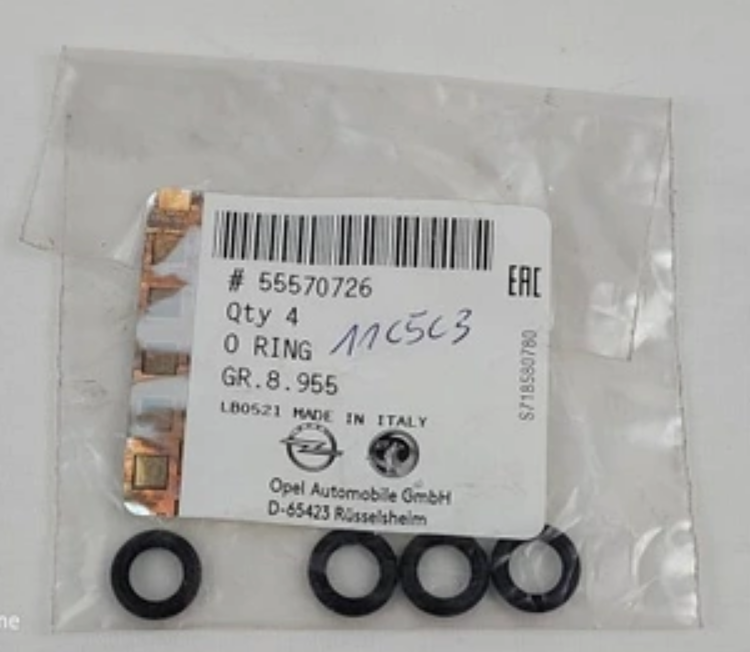 # 55570726
EAC
Qty 4
O RING
11C5C3
GR.8.955
S718580780
LB0521 MADE IN ITALY
Opel Automobile GmbH
D-65423 Rüsselsheim
me